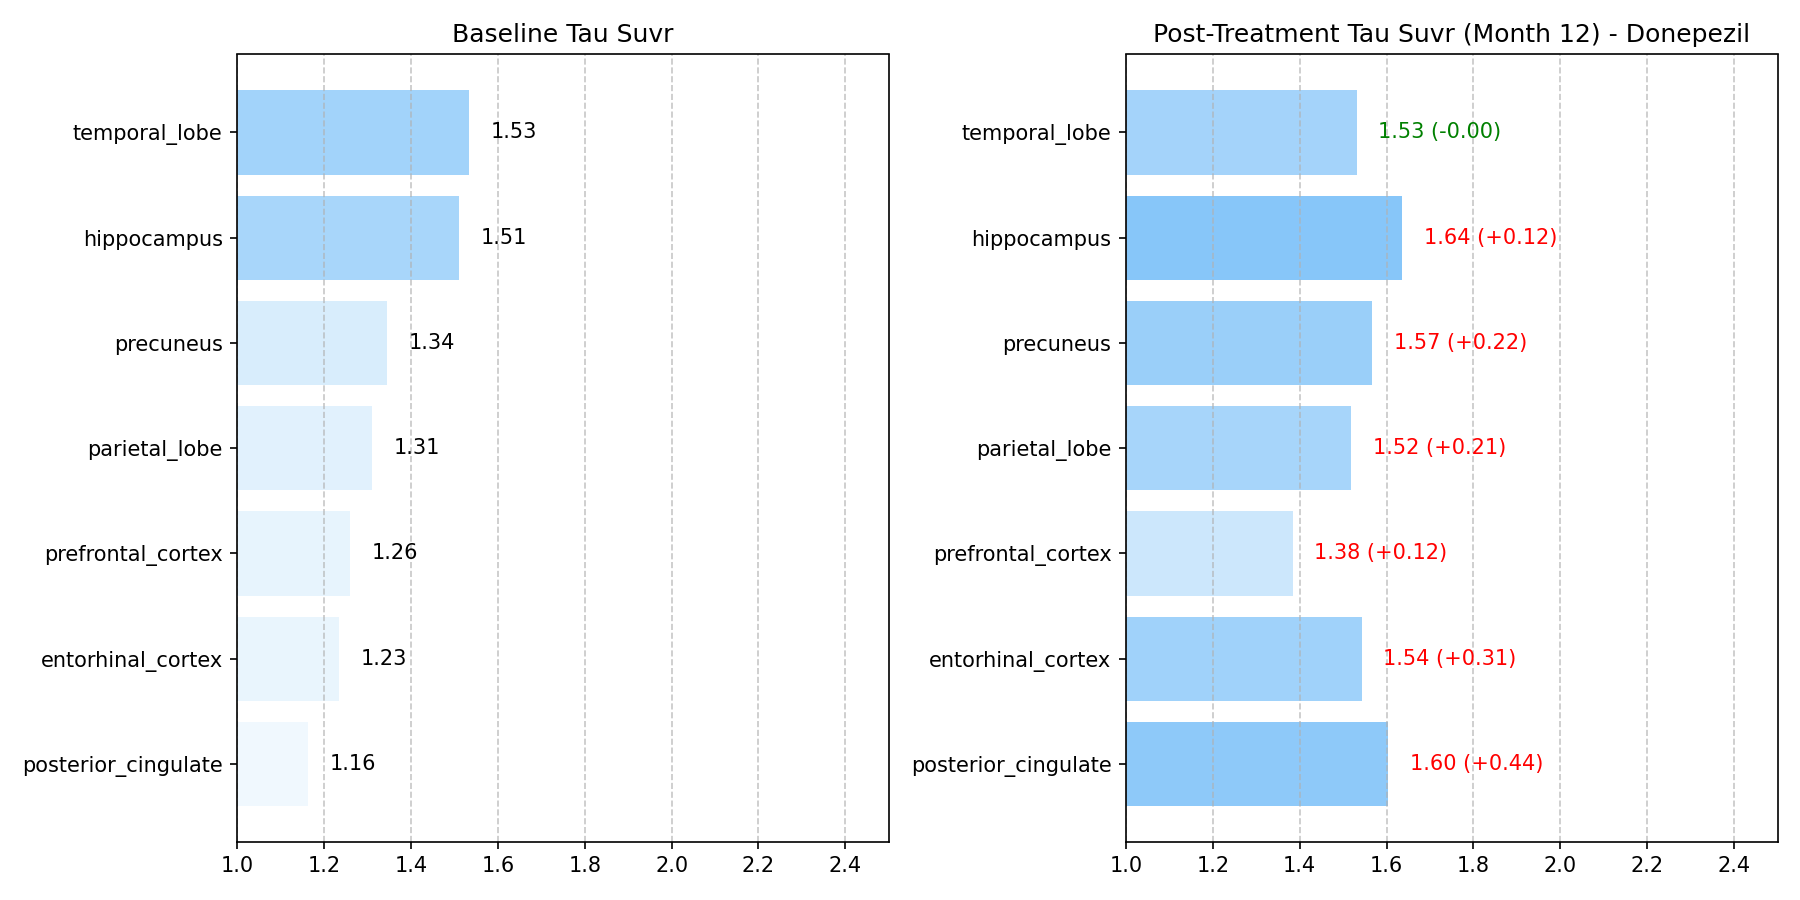 Baseline Tau Suvr
temporal_lobe
1.53
hippocampus
1.51
precuneus
1.34
parietal_lobe
1.31
prefrontal_cortex
1.26
entorhinal_cortex
1.23
posterior_cingulate
1.16
1.0 1.2 1.4 1.6 1.8 2.0 2.2 2.4
Post-Treatment Tau Suvr (Month 12) - Donepezil
temporal_lobe
1.53 (-0.00)
hippocampus
1.64 (+0.12)
precuneus
1.57 (+0.22)
parietal_lobe
1.52 (+0.21)
prefrontal_cortex
1.38 (+0.12)
entorhinal_cortex
1.54 (+0.31)
posterior_cingulate
1.60 (+0.44)
1.0 1.2 1.4 1.6 1.8 2.0 2.2 2.4